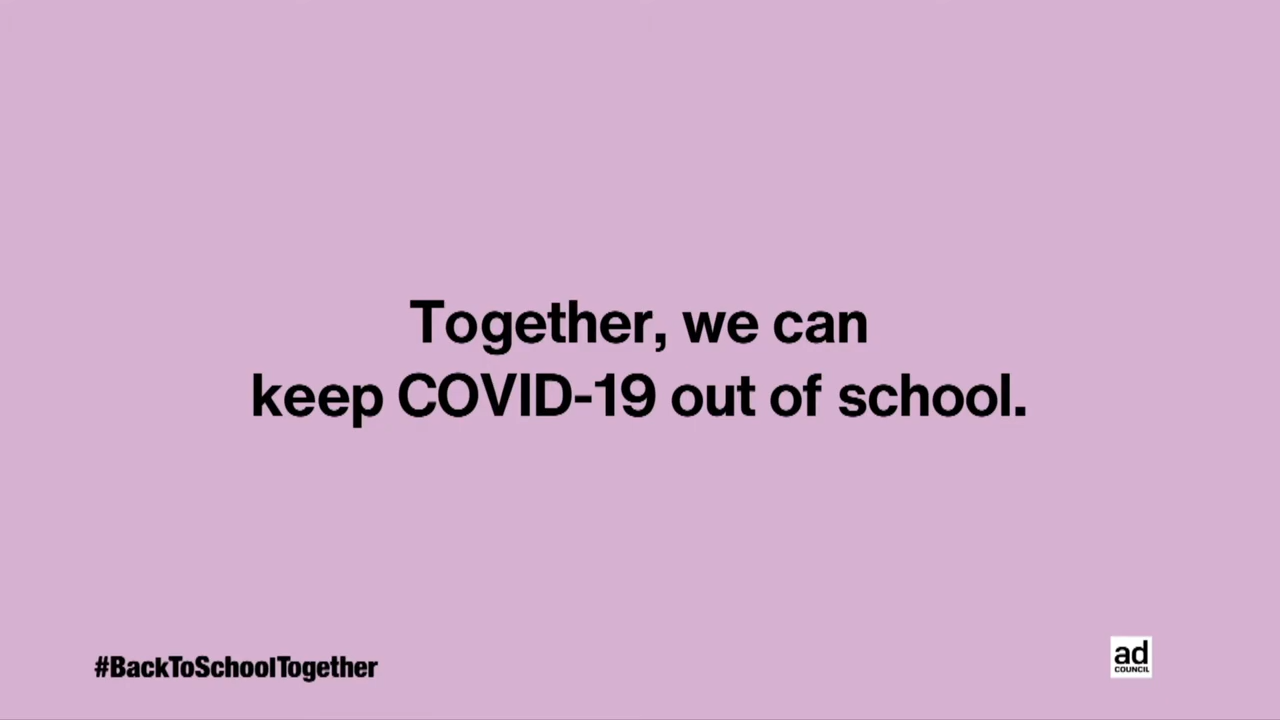 Together, we can
keep COVID-19 out of school.
#BackToSchoolTogether
ad
COUNCIL